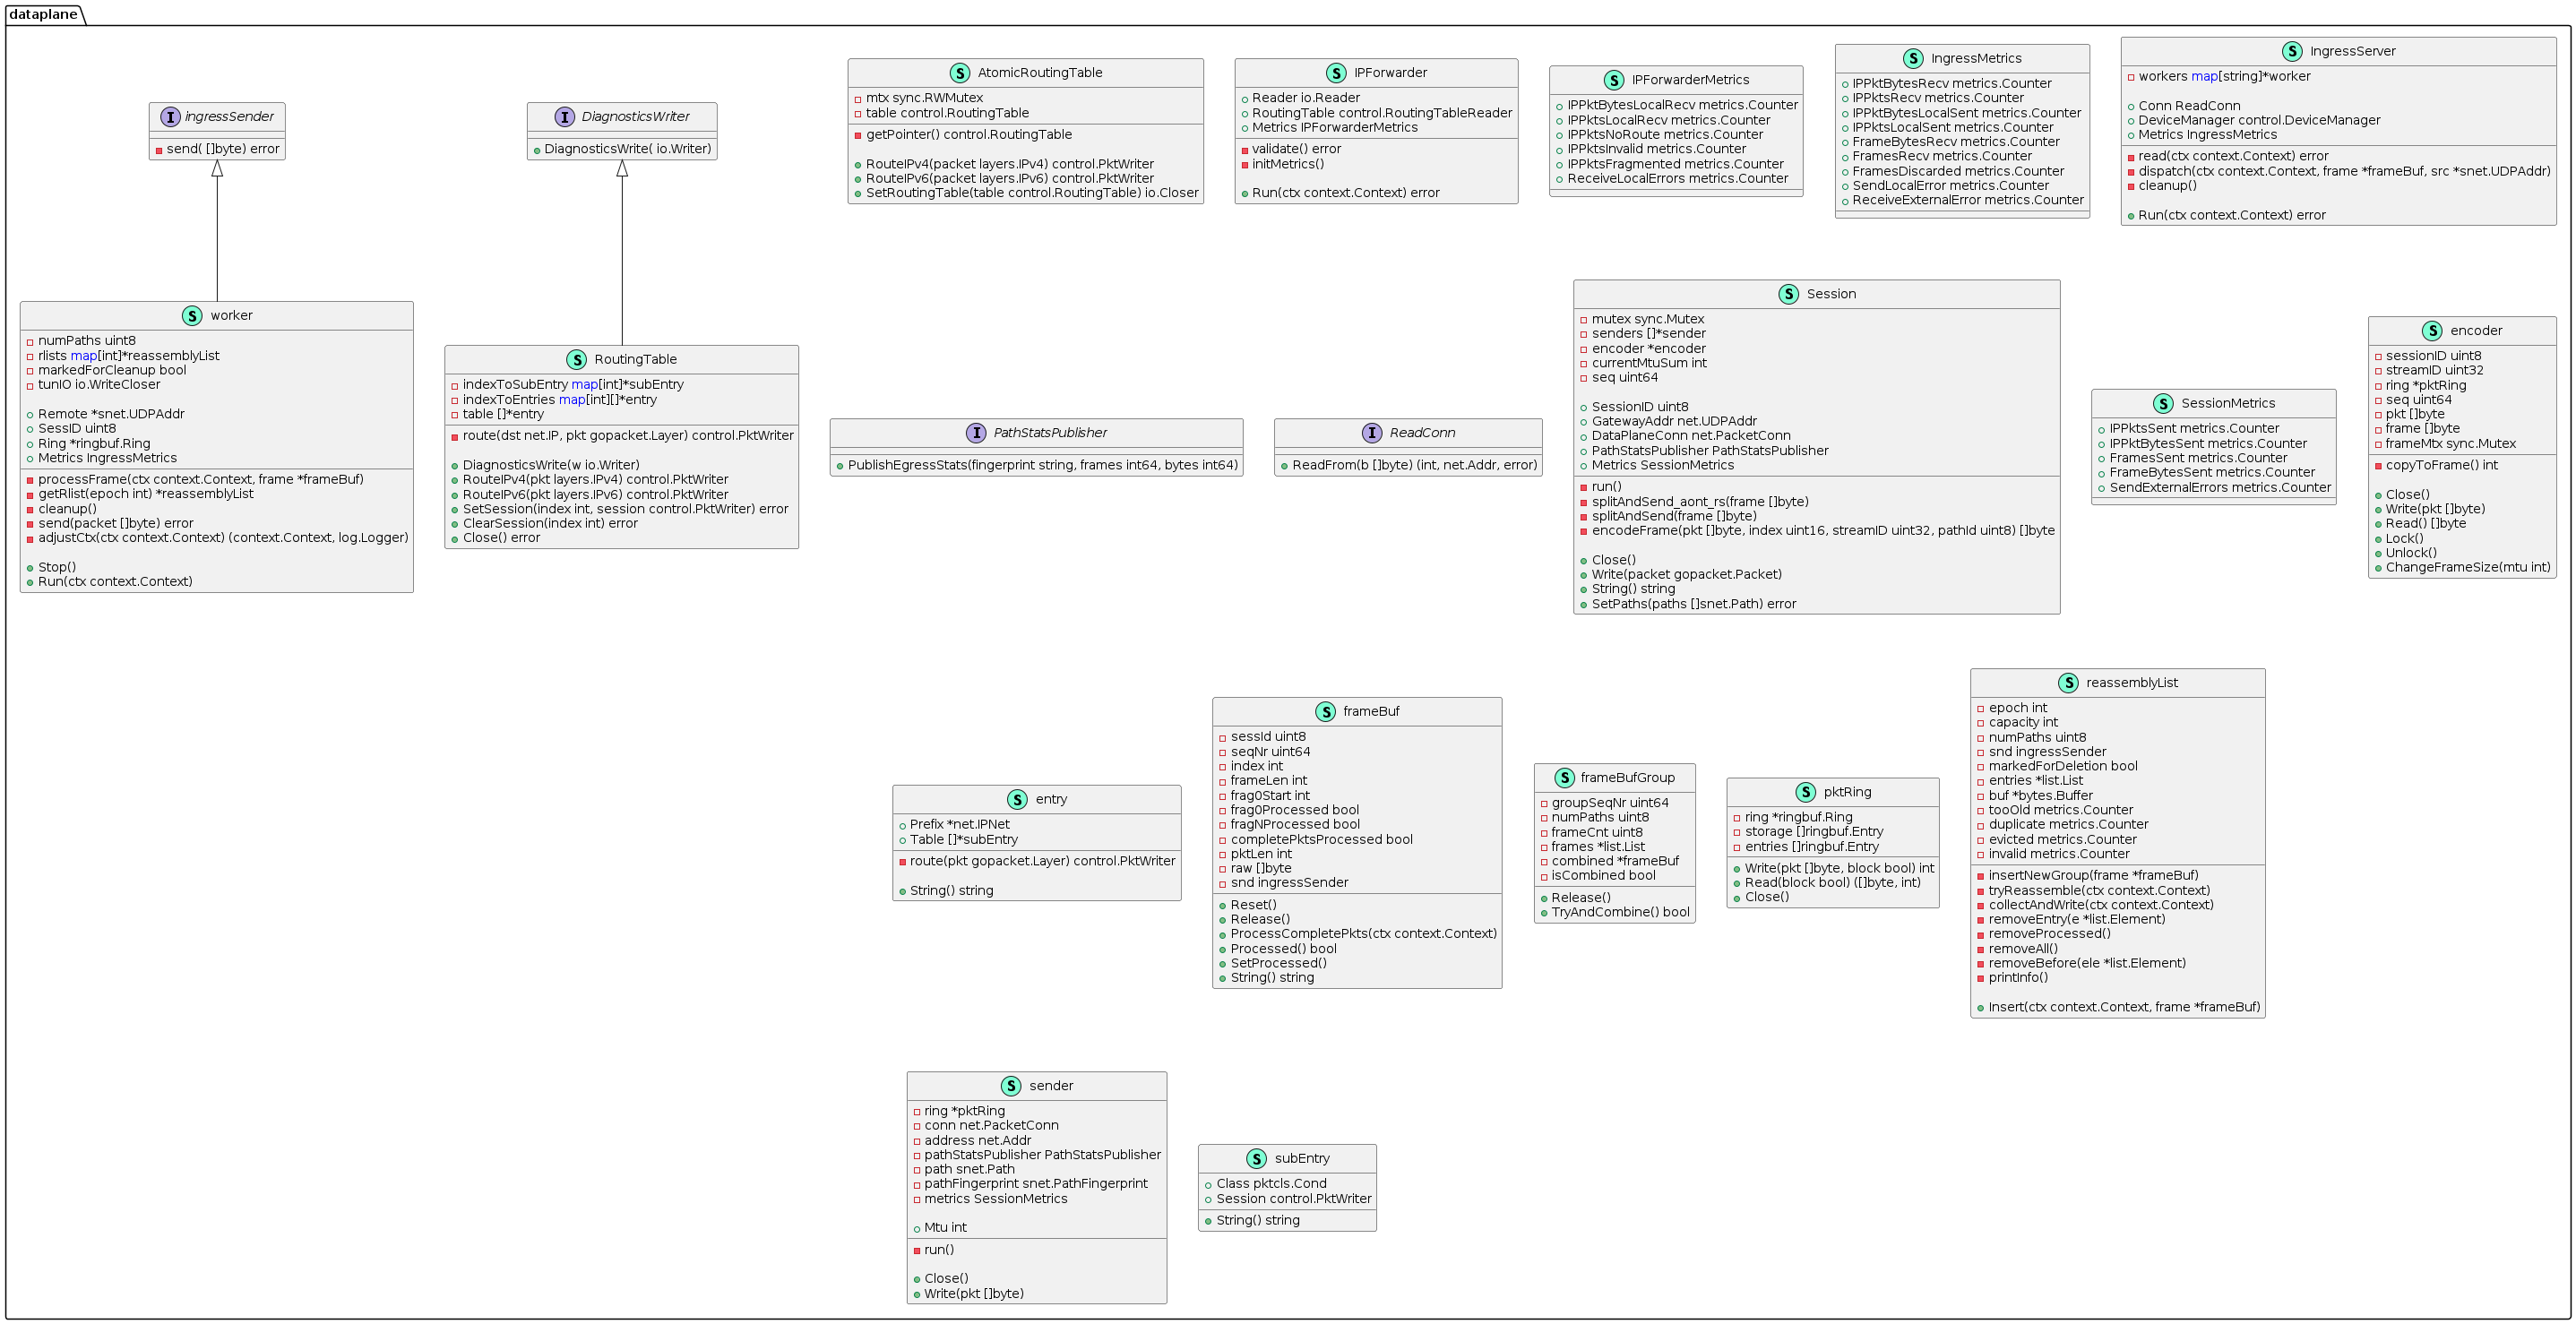 dataplane
I ingressSender
send( []byte) error
I DiagnosticsWriter
DiagnosticsWrite( io.Writer)
S AtomicRoutingTable
mtx sync.RWMutex
table control.RoutingTable
getPointer() control.RoutingTable
RouteIPv4(packet layers.IPv4) control.PktWriter
RouteIPv6(packet layers.IPv6) control.PktWriter
SetRoutingTable(table control.RoutingTable) io.Closer
S IPForwarder
Reader io.Reader
RoutingTable control.RoutingTableReader
Metrics IPForwarderMetrics
validate() error
initMetrics()
Run(ctx context.Context) error
S IPForwarderMetrics
IPPktBytesLocalRecv metrics.Counter
IPPktsLocalRecv metrics.Counter
IPPktsNoRoute metrics.Counter
IPPktsInvalid metrics.Counter
IPPktsFragmented metrics.Counter
ReceiveLocalErrors metrics.Counter
S IngressMetrics
IPPktBytesRecv metrics.Counter
IPPktsRecv metrics.Counter
IPPktBytesLocalSent metrics.Counter
IPPktsLocalSent metrics.Counter
FrameBytesRecv metrics.Counter
FramesRecv metrics.Counter
FramesDiscarded metrics.Counter
SendLocalError metrics.Counter
ReceiveExternalError metrics.Counter
S IngressServer
workers map[string]*worker
Conn ReadConn
DeviceManager control.DeviceManager
Metrics IngressMetrics
read(ctx context.Context) error
dispatch(ctx context.Context, frame *frameBuf, src *snet.UDPAddr)
cleanup()
Run(ctx context.Context) error
S worker
numPaths uint8
rlists map[int]*reassemblyList
markedForCleanup bool
tunIO io.WriteCloser
Remote *snet.UDPAddr
SessID uint8
Ring *ringbuf.Ring
Metrics IngressMetrics
processFrame(ctx context.Context, frame *frameBuf)
getRlist(epoch int) *reassemblyList
cleanup()
send(packet []byte) error
adjustCtx(ctx context.Context) (context.Context, log.Logger)
Stop()
Run(ctx context.Context)
S RoutingTable
indexToSubEntry map[int]*subEntry
indexToEntries map[int][]*entry
table []*entry
route(dst net.IP, pkt gopacket.Layer) control.PktWriter
DiagnosticsWrite(w io.Writer)
RouteIPv4(pkt layers.IPv4) control.PktWriter
RouteIPv6(pkt layers.IPv6) control.PktWriter
SetSession(index int, session control.PktWriter) error
ClearSession(index int) error
Close() error
I PathStatsPublisher
PublishEgressStats(fingerprint string, frames int64, bytes int64)
I ReadConn
ReadFrom(b []byte) (int, net.Addr, error)
S Session
mutex sync.Mutex
senders []*sender
encoder *encoder
currentMtuSum int
seq uint64
SessionID uint8
GatewayAddr net.UDPAddr
DataPlaneConn net.PacketConn
PathStatsPublisher PathStatsPublisher
Metrics SessionMetrics
run()
splitAndSend_aont_rs(frame []byte)
splitAndSend(frame []byte)
encodeFrame(pkt []byte, index uint16, streamID uint32, pathId uint8) []byte
Close()
Write(packet gopacket.Packet)
String() string
SetPaths(paths []snet.Path) error
S SessionMetrics
IPPktsSent metrics.Counter
IPPktBytesSent metrics.Counter
FramesSent metrics.Counter
FrameBytesSent metrics.Counter
SendExternalErrors metrics.Counter
S encoder
sessionID uint8
streamID uint32
ring *pktRing
seq uint64
pkt []byte
frame []byte
frameMtx sync.Mutex
copyToFrame() int
Close()
Write(pkt []byte)
Read() []byte
Lock()
Unlock()
ChangeFrameSize(mtu int)
S entry
Prefix *net.IPNet
Table []*subEntry
route(pkt gopacket.Layer) control.PktWriter
String() string
S frameBuf
sessId uint8
seqNr uint64
index int
frameLen int
frag0Start int
frag0Processed bool
fragNProcessed bool
completePktsProcessed bool
pktLen int
raw []byte
snd ingressSender
Reset()
Release()
ProcessCompletePkts(ctx context.Context)
Processed() bool
SetProcessed()
String() string
S frameBufGroup
groupSeqNr uint64
numPaths uint8
frameCnt uint8
frames *list.List
combined *frameBuf
isCombined bool
Release()
TryAndCombine() bool
S pktRing
ring *ringbuf.Ring
storage []ringbuf.Entry
entries []ringbuf.Entry
Write(pkt []byte, block bool) int
Read(block bool) ([]byte, int)
Close()
S reassemblyList
epoch int
capacity int
numPaths uint8
snd ingressSender
markedForDeletion bool
entries *list.List
buf *bytes.Buffer
tooOld metrics.Counter
duplicate metrics.Counter
evicted metrics.Counter
invalid metrics.Counter
insertNewGroup(frame *frameBuf)
tryReassemble(ctx context.Context)
collectAndWrite(ctx context.Context)
removeEntry(e *list.Element)
removeProcessed()
removeAll()
removeBefore(ele *list.Element)
printInfo()
Insert(ctx context.Context, frame *frameBuf)
S sender
ring *pktRing
conn net.PacketConn
address net.Addr
pathStatsPublisher PathStatsPublisher
path snet.Path
pathFingerprint snet.PathFingerprint
metrics SessionMetrics
Mtu int
run()
Close()
Write(pkt []byte)
S subEntry
Class pktcls.Cond
Session control.PktWriter
String() string